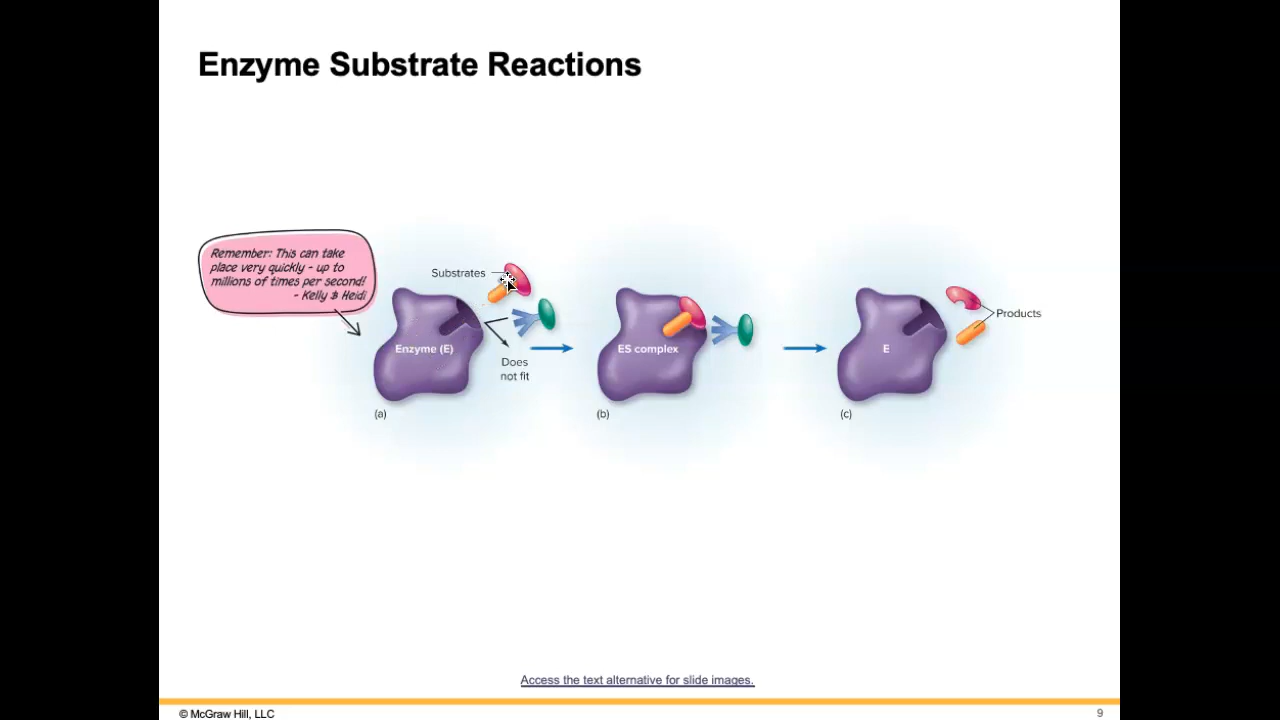 Enzyme Substrate Reactions
Remember: This can take
place very quickly - up to
millions of times per second!
- Kelly & Heidi
Substrates
Enzyme (E)
Does
not fit
(a)
ES complex
(b)
E
Products
(c)
Access the text alternative for slide images.
© McGraw Hill, LLC
9